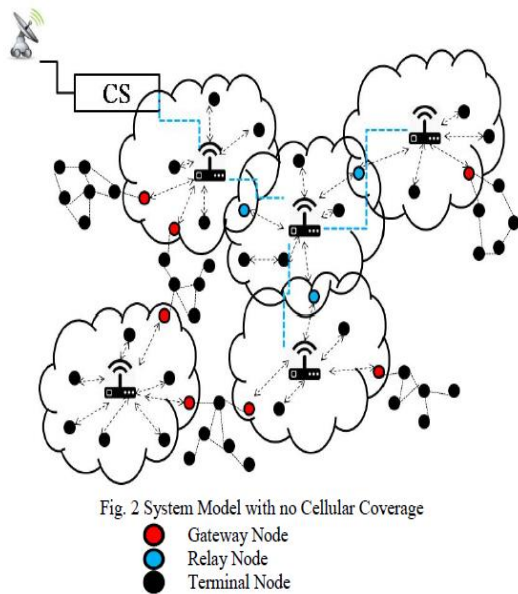 CS
Fig. 2 System Model with no Cellular Coverage
Gateway Node
Relay Node
Terminal Node